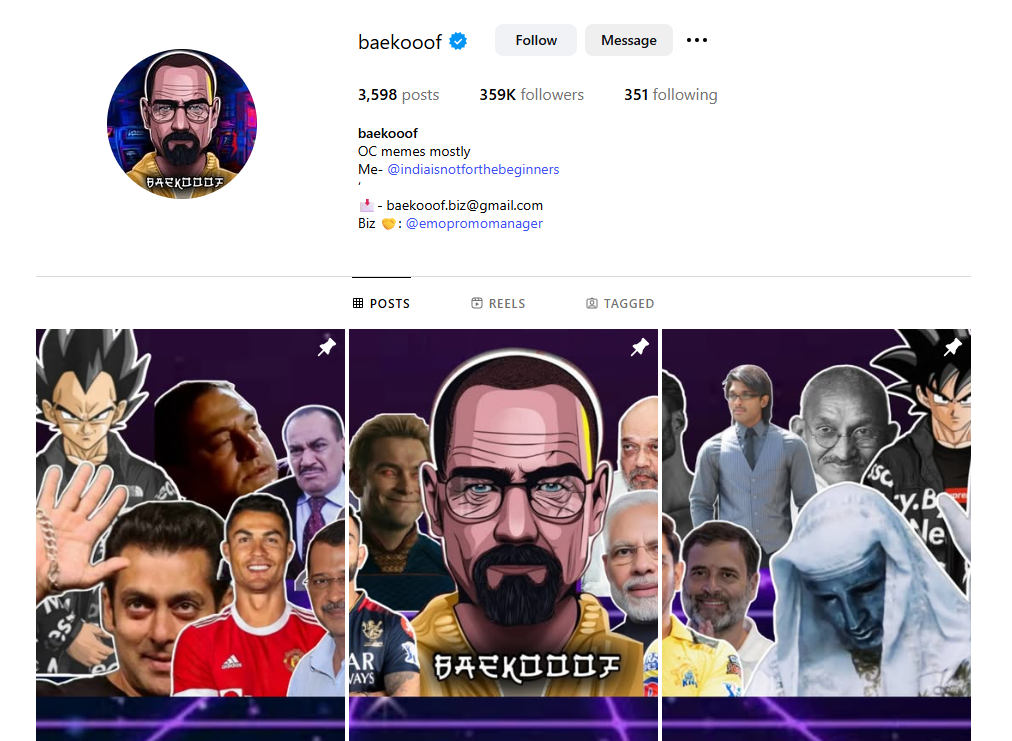 baekooof Follow Message
3,598 posts 359K followers 351 following
baekooof
OC memes mostly
Me- @indiaisnotforthebeginners
‘
- baekooof.biz@gmail.com
Biz 🤝: @emopromomanager
POSTS REELS TAGGED
BAEKOOOF
BAEKOOOF